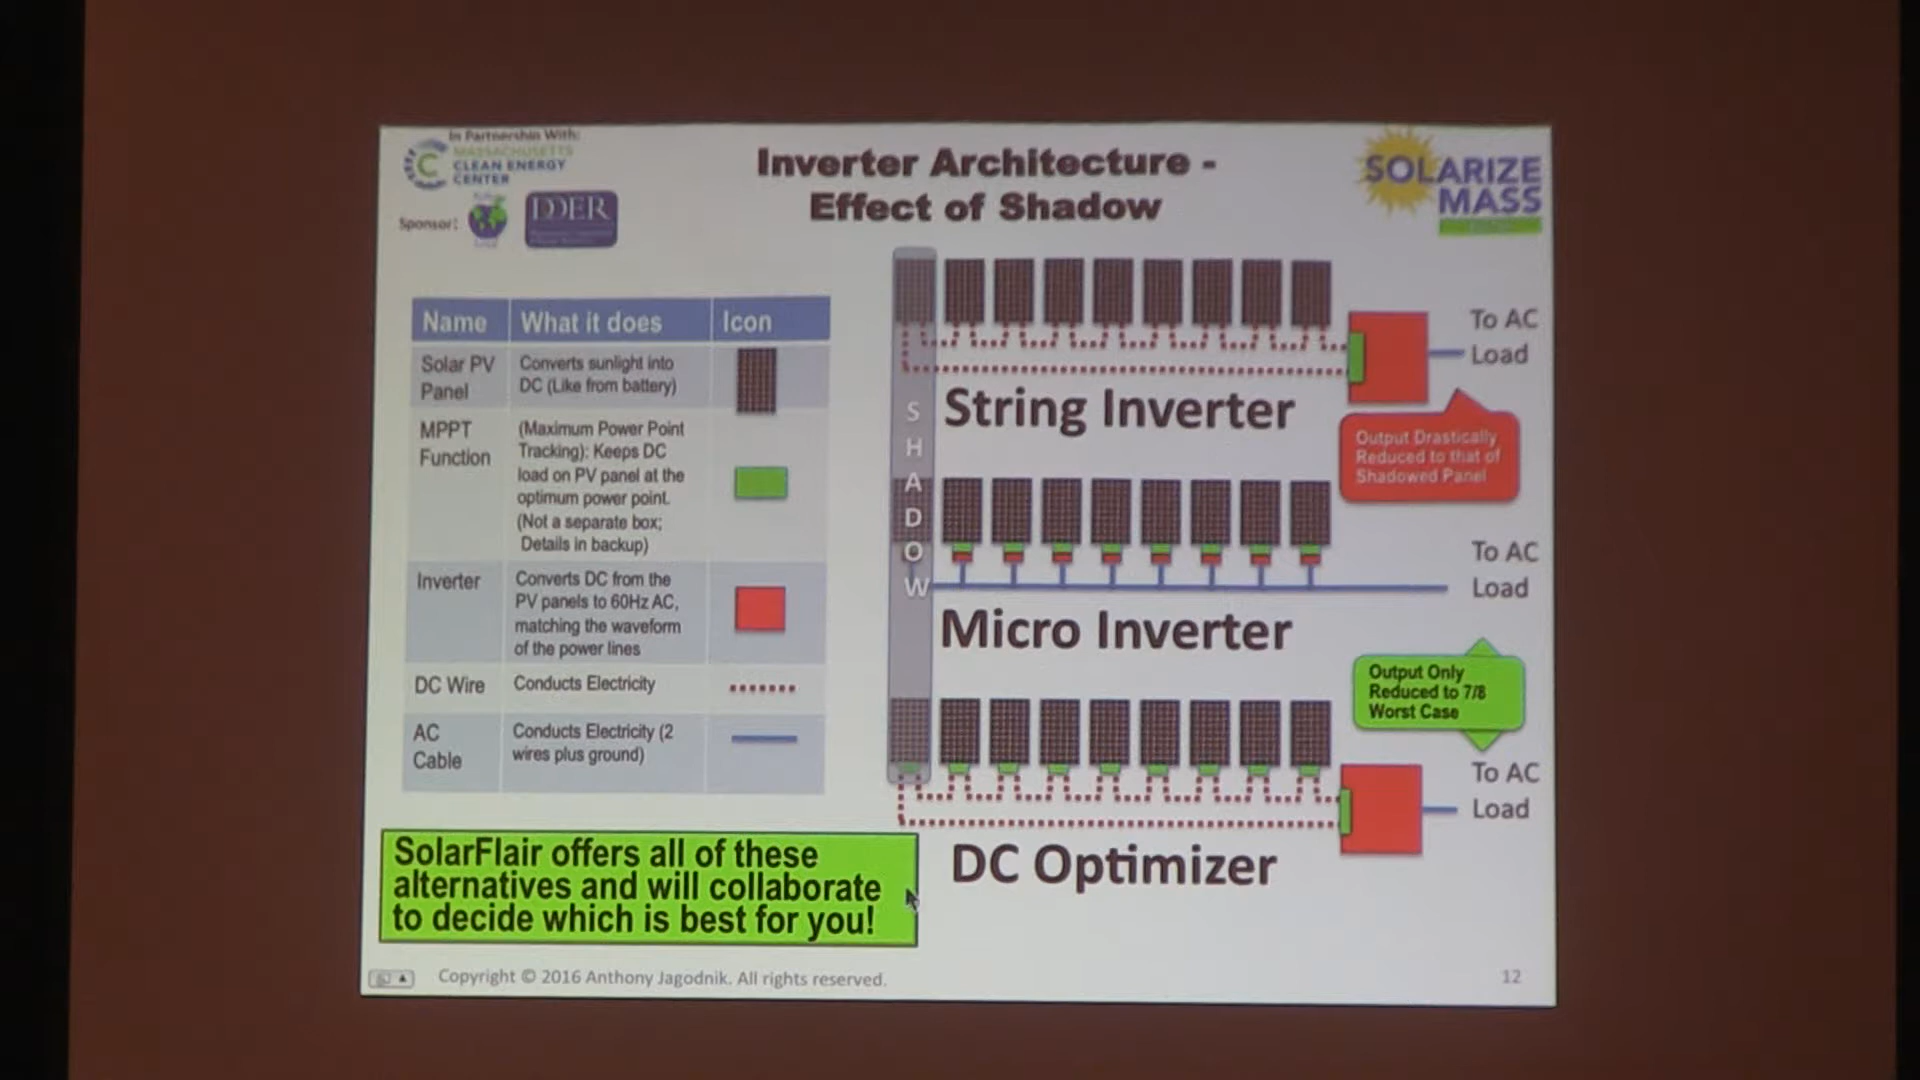 In Partnership With:
MASSACHUSETTS
CLEAN ENERGY
CENTER
Sponsor:
DOER
Inverter Architecture -
Effect of Shadow
SOLARIZE
MASS
Name What it does Icon
Solar PV
Panel
Converts sunlight into
DC (Like from battery)
MPPT
Function
(Maximum Power Point
Tracking): Keeps DC
load on PV panel at the
optimum power point.
(Not a separate box;
Details in backup)
Inverter
Converts DC from the
PV panels to 60Hz AC,
matching the waveform
of the power lines
DC Wire
Conducts Electricity
AC
Cable
Conducts Electricity (2
wires plus ground)
SHADOW
To AC
Load
String Inverter
Output Drastically
Reduced to that of
Shadowed Panel
To AC
Load
Micro Inverter
Output Only
Reduced to 7/8
Worst Case
To AC
Load
DC Optimizer
SolarFlair offers all of these
alternatives and will collaborate
to decide which is best for you!
Copyright © 2016 Anthony Jagodnik. All rights reserved.
12